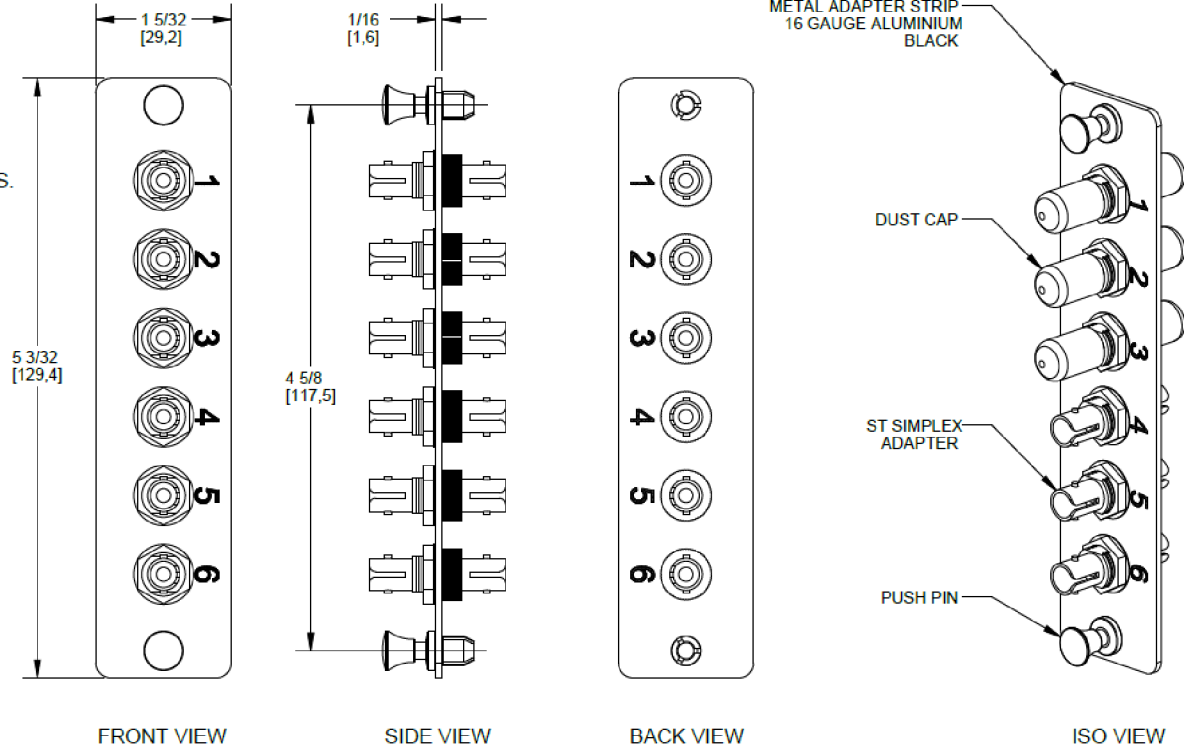 1 5/32
[29,2]
1/16
[1,6]
METAL ADAPTER STRIP
16 GAUGE ALUMINIUM
BLACK
S.
5 3/32
[129,4]
1
2
3
4
5
6
4 5/8
[117,5]
1
2
3
4
5
6
DUST CAP
ST SIMPLEX
ADAPTER
PUSH PIN
1
2
3
4
5
6
FRONT VIEW
SIDE VIEW
BACK VIEW
ISO VIEW